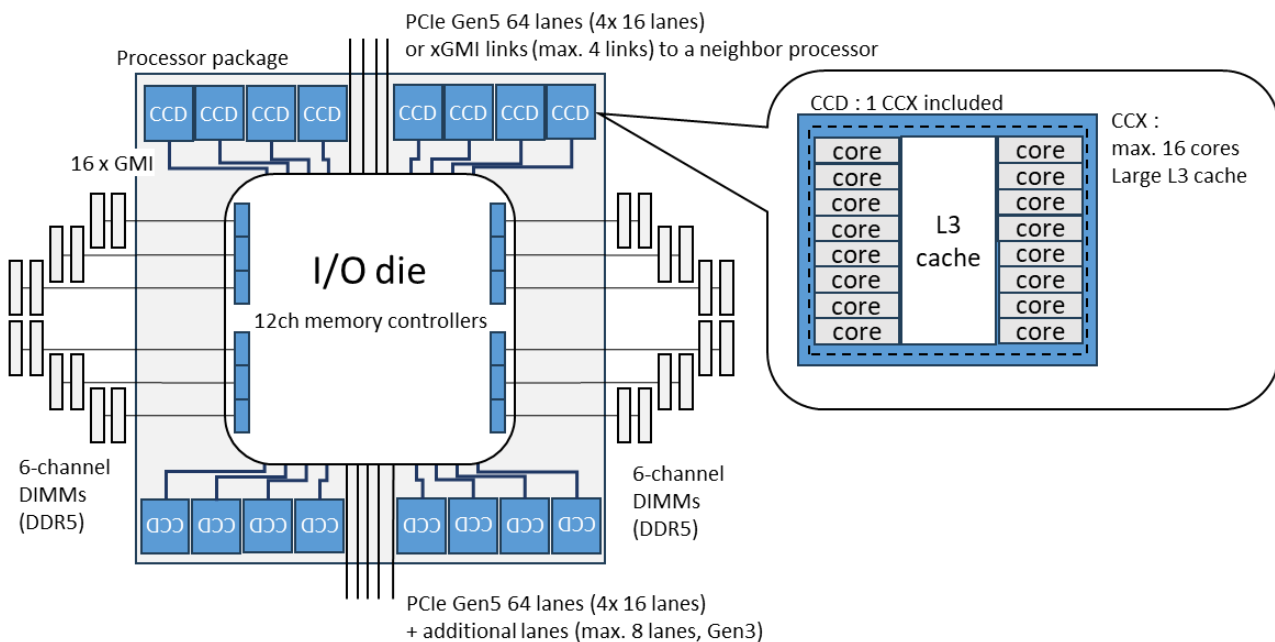 PCIe Gen5 64 lanes (4x 16 lanes)
or xGMI links (max. 4 links) to a neighbor processor
Processor package
CCD CCD CCD CCD CCD CCD CCD CCD
16 x GMI
I/O die
12ch memory controllers
6-channel
DIMMs
(DDR5)
6-channel
DIMMs
(DDR5)
CCD CCD CCD CCD CCD CCD CCD CCD
PCIe Gen5 64 lanes (4x 16 lanes)
+ additional lanes (max. 8 lanes, Gen3)
CCD : 1 CCX included
core
core
core
core
core
core
core
core
L3
cache
core
core
core
core
core
core
core
core
CCX :
max. 16 cores
Large L3 cache